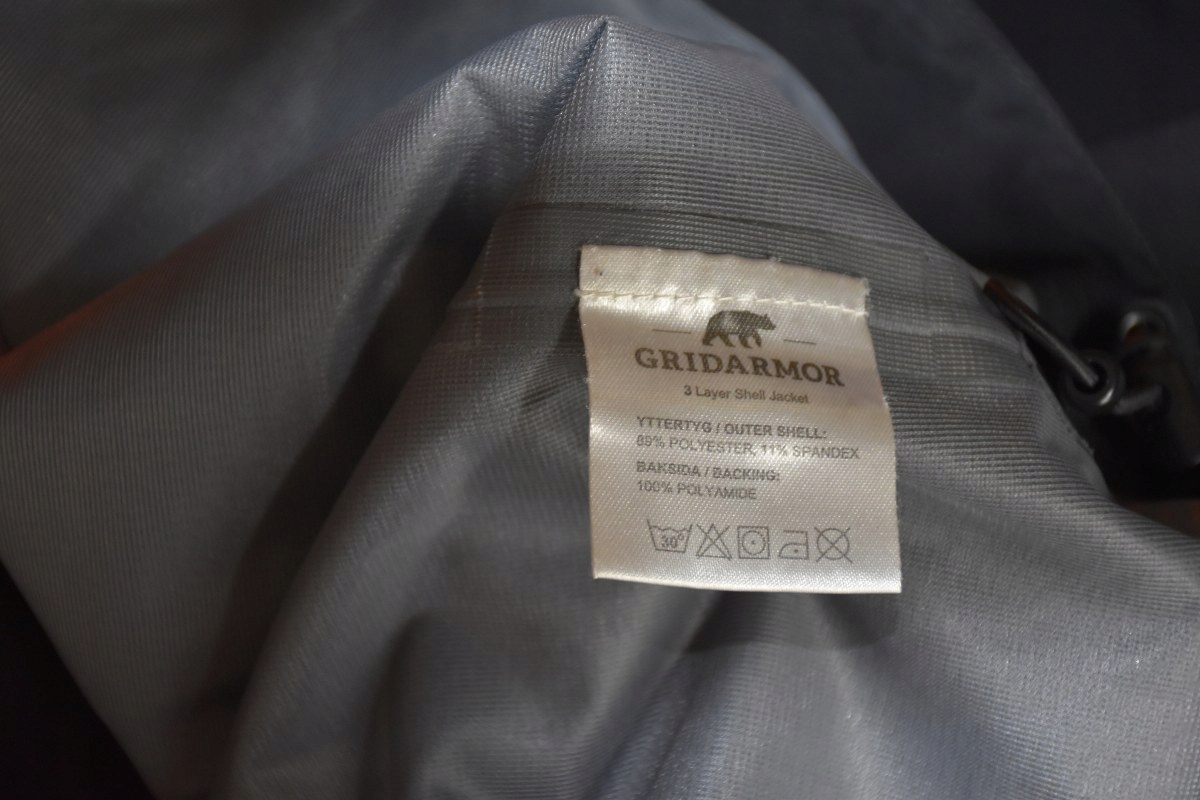 GRIDARMOR
3 Layer Shell Jacket
YTTERTYG / OUTER SHELL:
89% POLYESTER, 11% SPANDEX
BAKSIDA / BACKING:
100% POLYAMIDE
30°